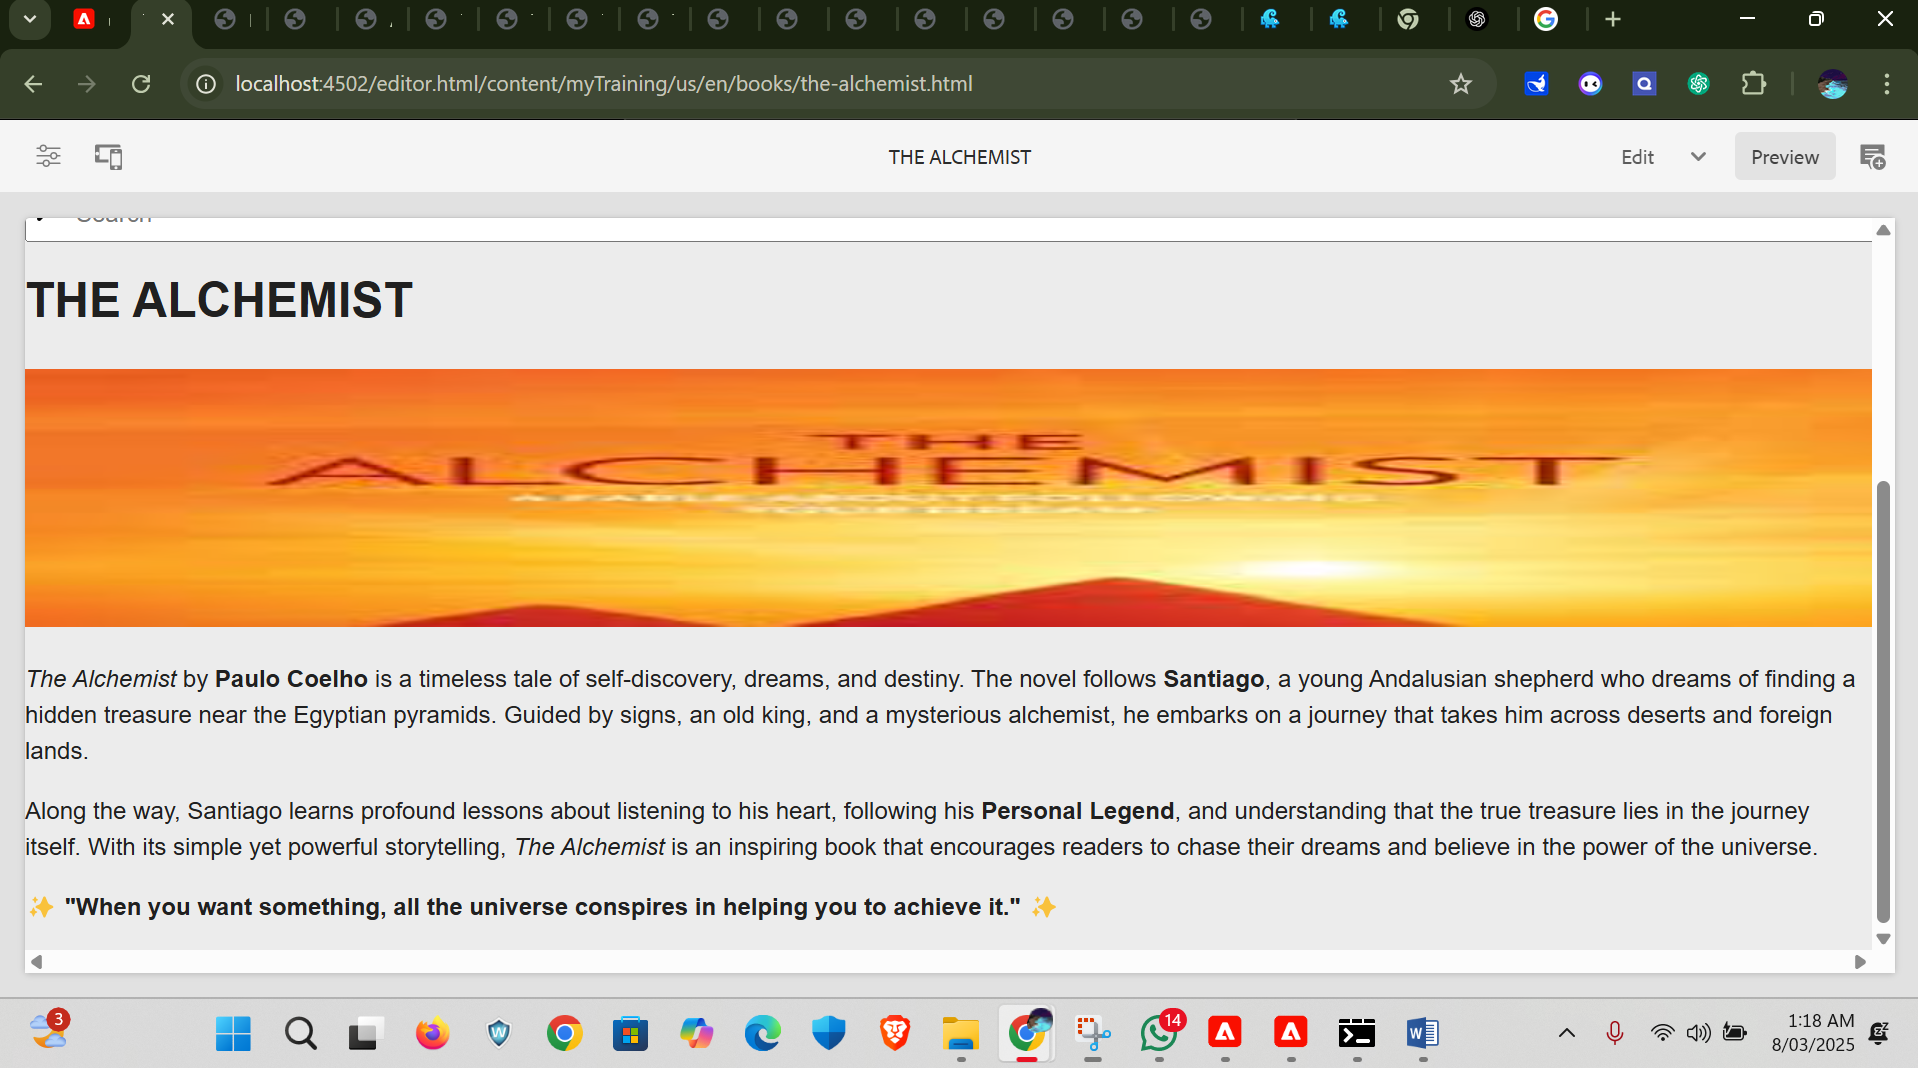 localhost:4502/editor.html/content/myTraining/us/en/books/the-alchemist.html
THE ALCHEMIST
Edit
Preview
Search
THE ALCHEMIST
THE
ALCHEMIST
A FABLE ABOUT FOLLOWING
YOUR DREAM
The Alchemist by Paulo Coelho is a timeless tale of self-discovery, dreams, and destiny. The novel follows Santiago, a young Andalusian shepherd who dreams of finding a
hidden treasure near the Egyptian pyramids. Guided by signs, an old king, and a mysterious alchemist, he embarks on a journey that takes him across deserts and foreign
lands.
Along the way, Santiago learns profound lessons about listening to his heart, following his Personal Legend, and understanding that the true treasure lies in the journey
itself. With its simple yet powerful storytelling, The Alchemist is an inspiring book that encourages readers to chase their dreams and believe in the power of the universe.
✨ "When you want something, all the universe conspires in helping you to achieve it." ✨
3
14
1:18 AM
8/03/2025